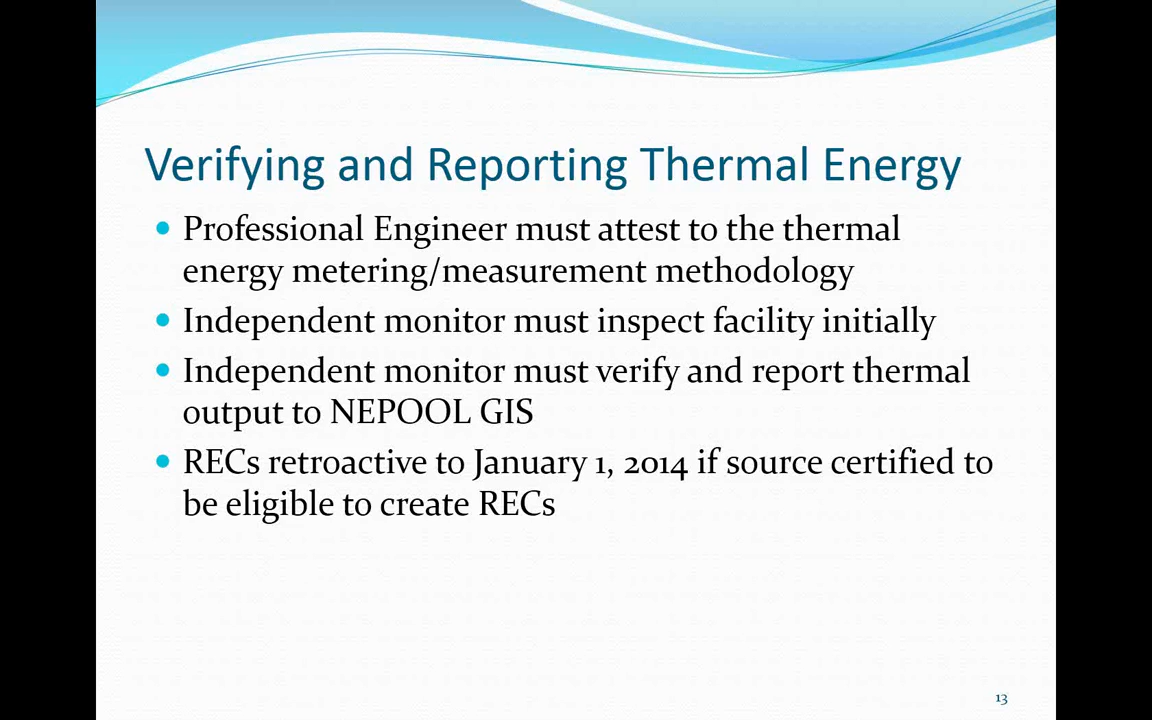 Verifying and Reporting Thermal Energy
• Professional Engineer must attest to the thermal
energy metering/measurement methodology
• Independent monitor must inspect facility initially
• Independent monitor must verify and report thermal
output to NEPOOL GIS
• RECs retroactive to January 1, 2014 if source certified to
be eligible to create RECs
13